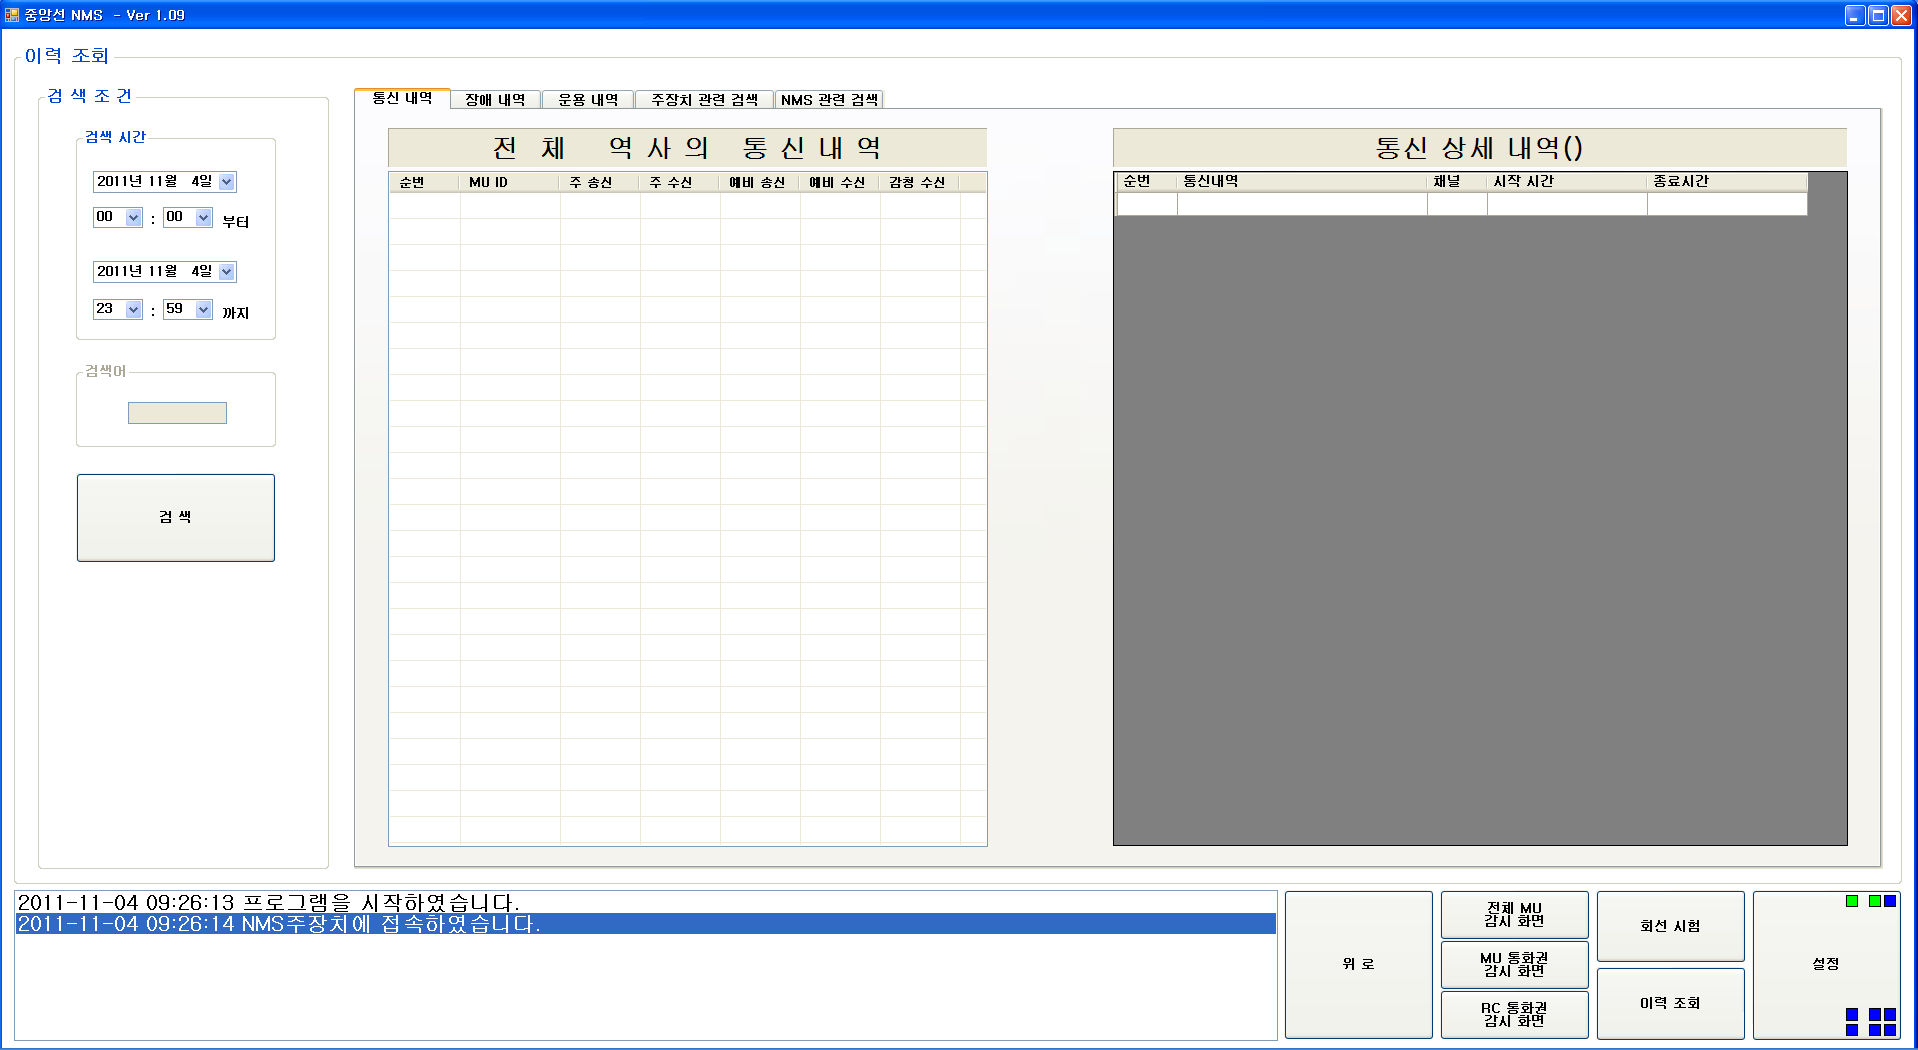 중앙선 NMS - Ver 1.09
이력 조회
검 색 조 건
검색 시간
2011년 11월 4일
00 : 00 부터
2011년 11월 4일
23 : 59 까지
검색어
검 색
통신 내역 장애 내역 운용 내역 주장치 관련 검색 NMS 관련 검색
전 체 역 사 의 통 신 내 역
순번 MU ID 주 송신 주 수신 예비 송신 예비 수신 감청 수신
통신 상세 내역()
순번 통신내역 채널 시작 시간 종료시간
2011-11-04 09:26:13 프로그램을 시작하였습니다.
2011-11-04 09:26:14 NMS주장치에 접속하였습니다.
위 로
전체 MU
감시 화면
MU 통화권
감시 화면
RC 통화권
감시 화면
회선 시험
이력 조회
설정